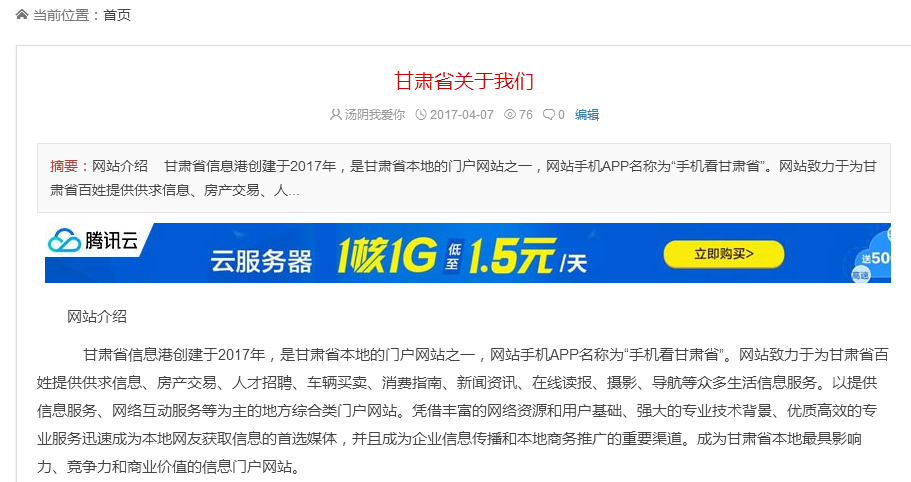 当前位置：首页
甘肃省关于我们
汤阴我爱你 2017-04-07 76 0 编辑
摘要：网站介绍 甘肃省信息港创建于2017年，是甘肃省本地的门户网站之一，网站手机APP名称为“手机看甘肃省”。网站致力于为甘
肃省百姓提供供求信息、房产交易、人...
腾讯云
云服务器 1核1G 低至 1.5元/天
立即购买>
送50
高速
网站介绍
甘肃省信息港创建于2017年，是甘肃省本地的门户网站之一，网站手机APP名称为“手机看甘肃省”。网站致力于为甘肃省百
姓提供供求信息、房产交易、人才招聘、车辆买卖、消费指南、新闻资讯、在线读报、摄影、导航等众多生活信息服务。以提供
信息服务、网络互动服务等为主的地方综合类门户网站。凭借丰富的网络资源和用户基础、强大的专业技术背景、优质高效的专
业服务迅速成为本地网友获取信息的首选媒体，并且成为企业信息传播和本地商务推广的重要渠道。成为甘肃省本地最具影响
力、竞争力和商业价值的信息门户网站。